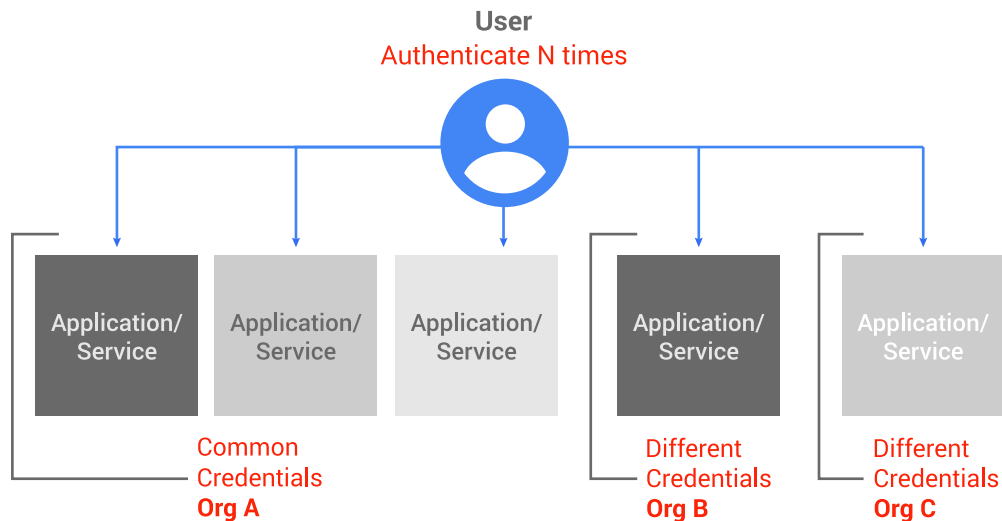 User
Authenticate N times
Application/
Service
Application/
Service
Application/
Service
Application/
Service
Application/
Service
Common
Credentials
Org A
Different
Credentials
Org B
Different
Credentials
Org C